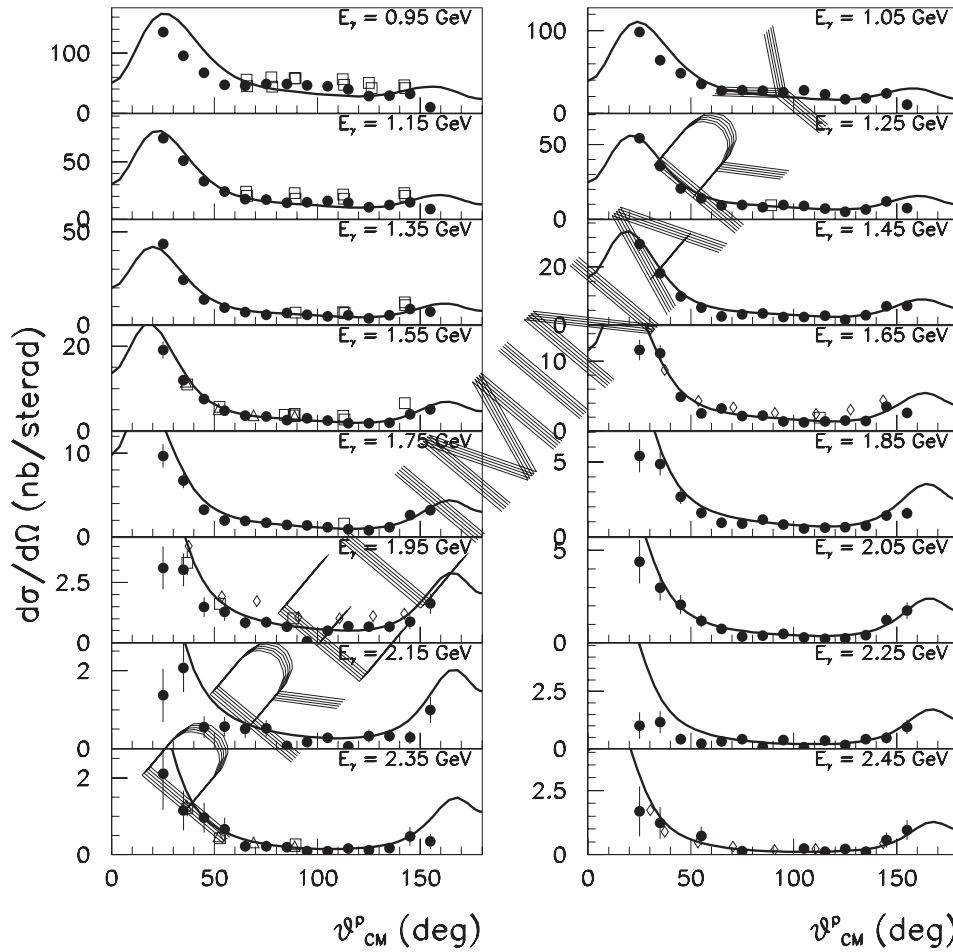 E_γ = 0.95 GeV
100
0
E_γ = 1.05 GeV
100
0
E_γ = 1.15 GeV
50
0
E_γ = 1.25 GeV
50
0
E_γ = 1.35 GeV
50
0
E_γ = 1.45 GeV
20
0
E_γ = 1.55 GeV
20
0
E_γ = 1.65 GeV
10
0
E_γ = 1.75 GeV
10
0
E_γ = 1.85 GeV
5
0
E_γ = 1.95 GeV
2.5
0
E_γ = 2.05 GeV
5
0
E_γ = 2.15 GeV
2
0
E_γ = 2.25 GeV
2.5
0
E_γ = 2.35 GeV
2
0
E_γ = 2.45 GeV
2.5
0
0 50 100 150
0 50 100 150
ϑ^p_CM (deg)
ϑ^p_CM (deg)
dσ/dΩ (nb/sterad)
PRELIMINARY